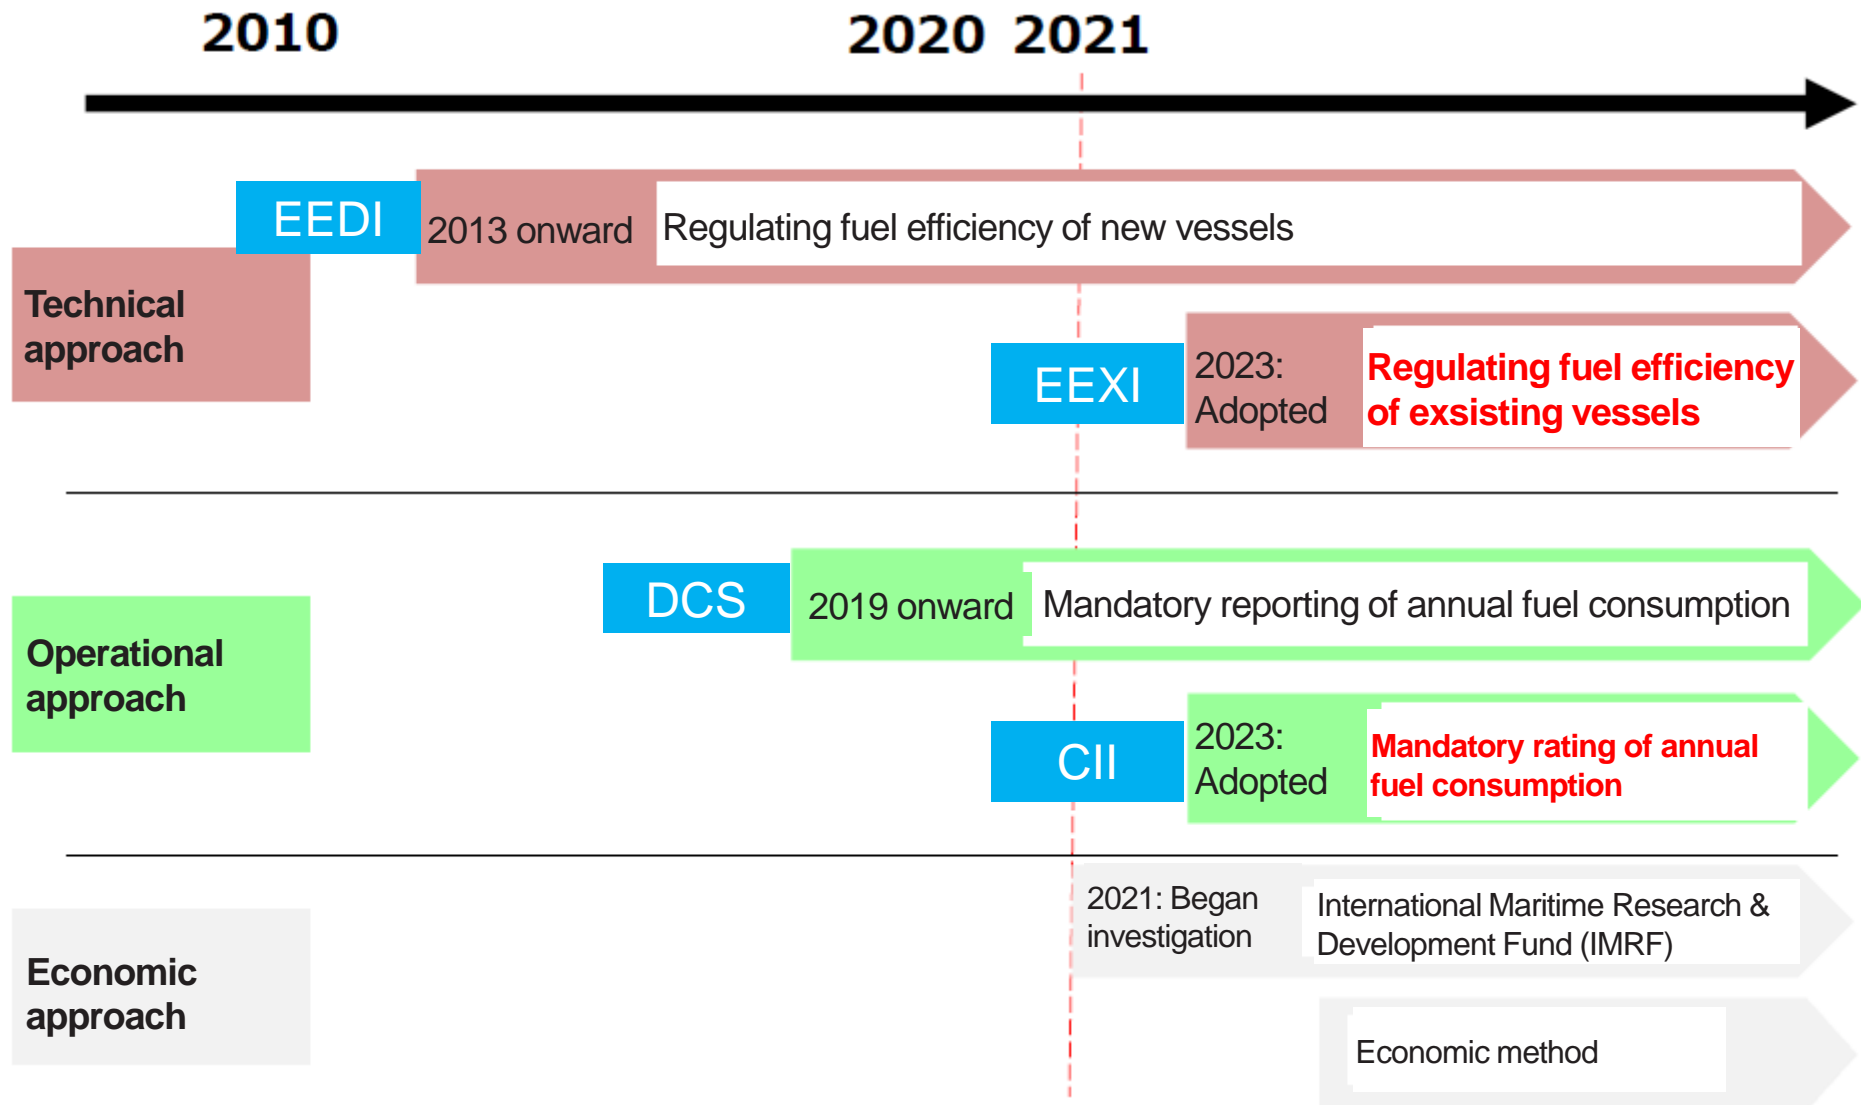 2010
2020 2021
EEDI
2013 onward
Regulating fuel efficiency of new vessels
Technical
approach
EEXI
2023:
Adopted
Regulating fuel efficiency
of exsisting vessels
DCS
2019 onward
Mandatory reporting of annual fuel consumption
Operational
approach
CII
2023:
Adopted
Mandatory rating of annual
fuel consumption
2021: Began
investigation
International Maritime Research &
Development Fund (IMRF)
Economic
approach
Economic method